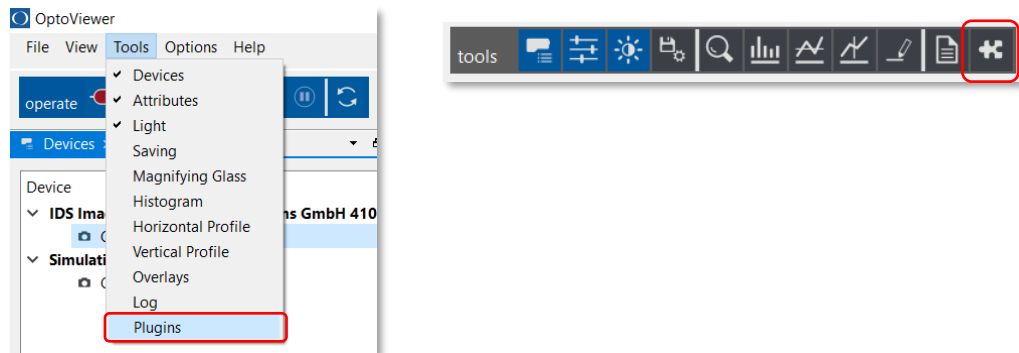 OptoViewer
File View Tools Options Help
operate
Devices
Attributes
Light
Saving
Magnifying Glass
Histogram
Horizontal Profile
Vertical Profile
Overlays
Log
Plugins
Devices
Device
IDS Ima
ns GmbH 410
Simulati
tools